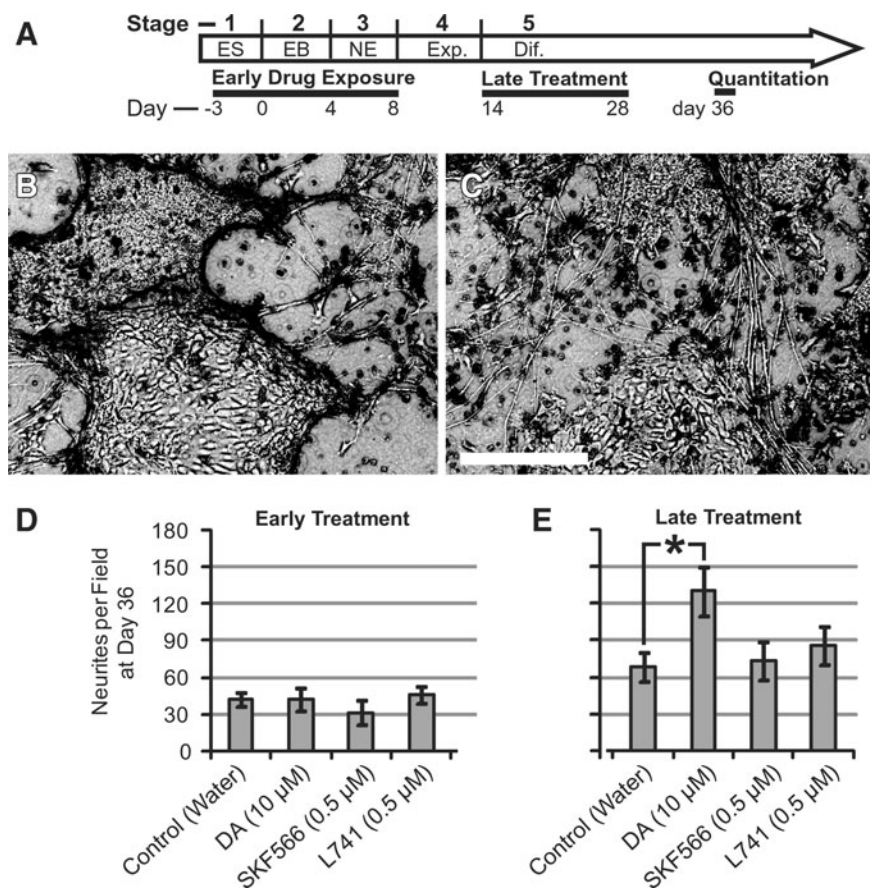 A
Stage 1 2 3 4 5
ES EB NE Exp. Dif.
Early Drug Exposure Late Treatment Quantitation
Day -3 0 4 8 14 28 day 36
B C
D Early Treatment
Neurites per Field
at Day 36
180
150
120
90
60
30
0
Control (Water)
DA (10 µM)
SKF566 (0.5 µM)
L741 (0.5 µM)
E Late Treatment
*
Control (Water)
DA (10 µM)
SKF566 (0.5 µM)
L741 (0.5 µM)